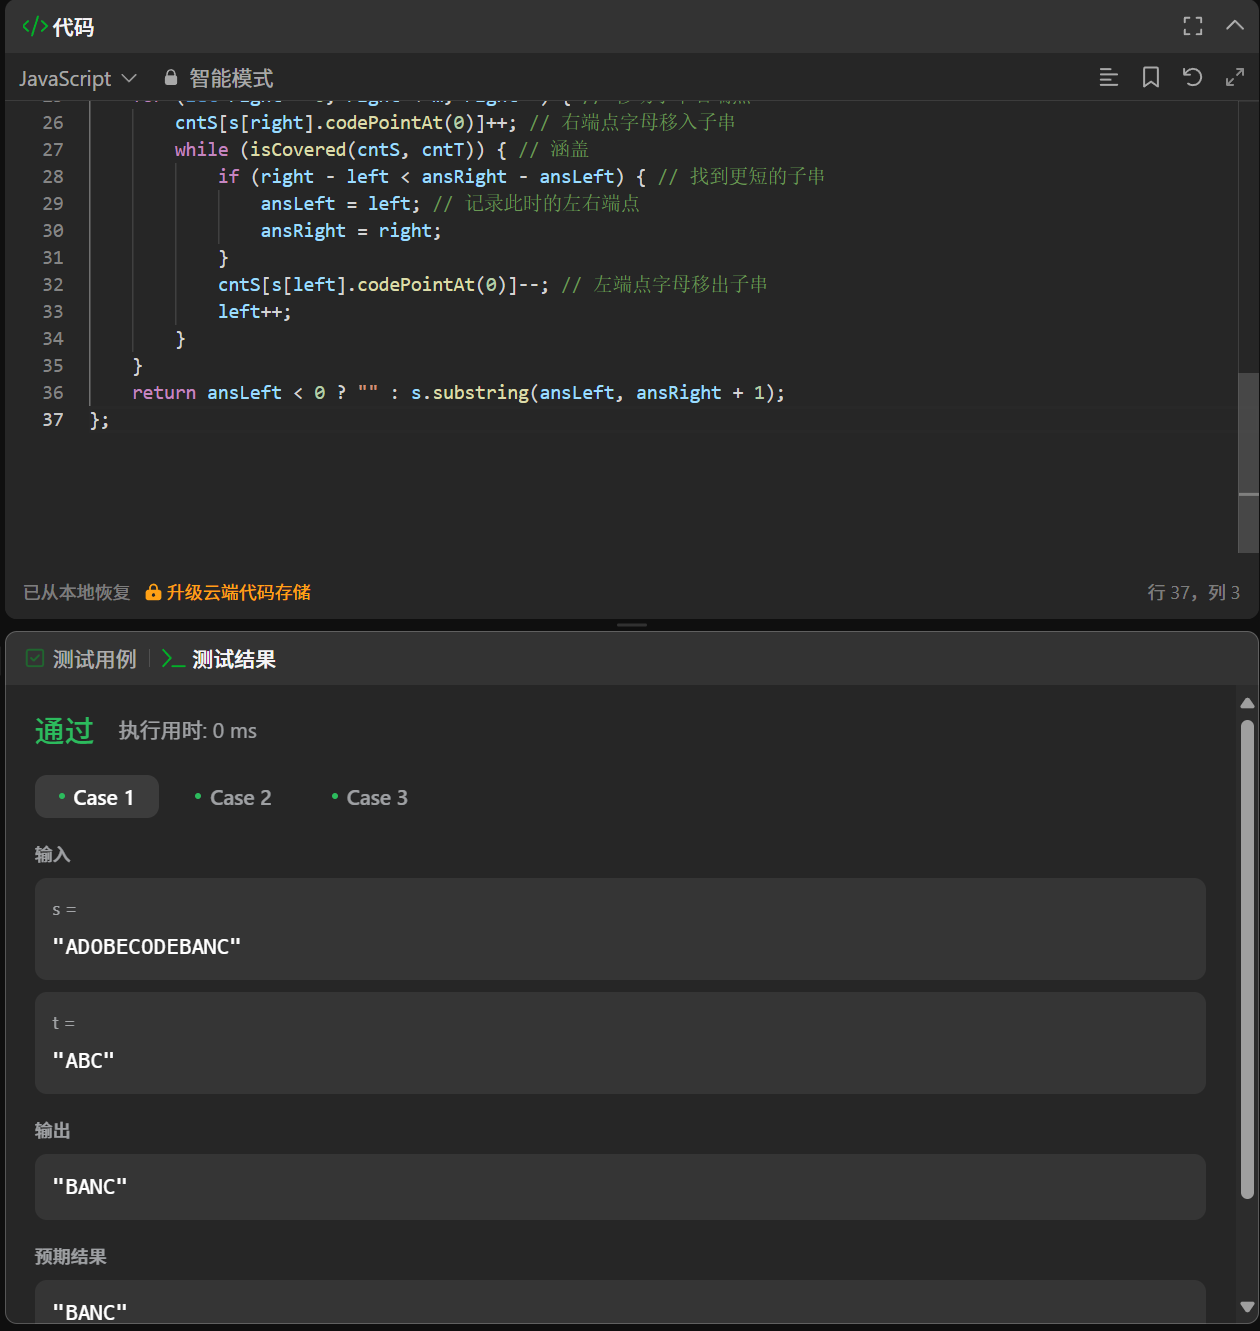 </> 代码
JavaScript 智能模式
26 cntS[s[right].codePointAt(0)]++; // 右端点字母移入子串
27 while (isCovered(cntS, cntT)) { // 涵盖
28 if (right - left < ansRight - ansLeft) { // 找到更短的子串
29 ansLeft = left; // 记录此时的左右端点
30 ansRight = right;
31 }
32 cntS[s[left].codePointAt(0)]--; // 左端点字母移出子串
33 left++;
34 }
35 }
36 return ansLeft < 0 ? "" : s.substring(ansLeft, ansRight + 1);
37 };
已从本地恢复 升级云端代码存储 行 37，列 3
测试用例 | >_ 测试结果
通过 执行用时: 0 ms
• Case 1 • Case 2 • Case 3
输入
s =
"ADOBECODEBANC"
t =
"ABC"
输出
"BANC"
预期结果
"BANC"